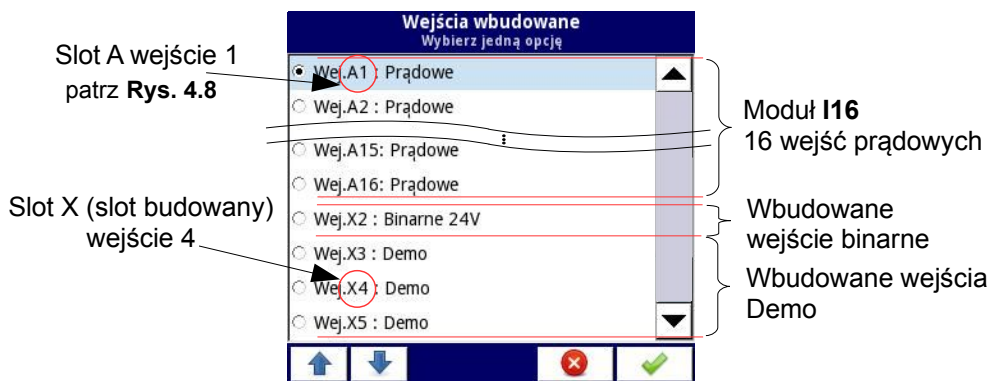 Wejścia wbudowane
Wybierz jedną opcję
Slot A wejście 1
patrz Rys. 4.8
Wej.A1 : Prądowe
Wej.A2 : Prądowe
Wej.A15: Prądowe
Wej.A16: Prądowe
Moduł I16
16 wejść prądowych
Slot X (slot budowany)
wejście 4
Wej.X2 : Binarne 24V
Wej.X3 : Demo
Wej.X4 : Demo
Wej.X5 : Demo
Wbudowane
wejście binarne
Wbudowane wejścia
Demo